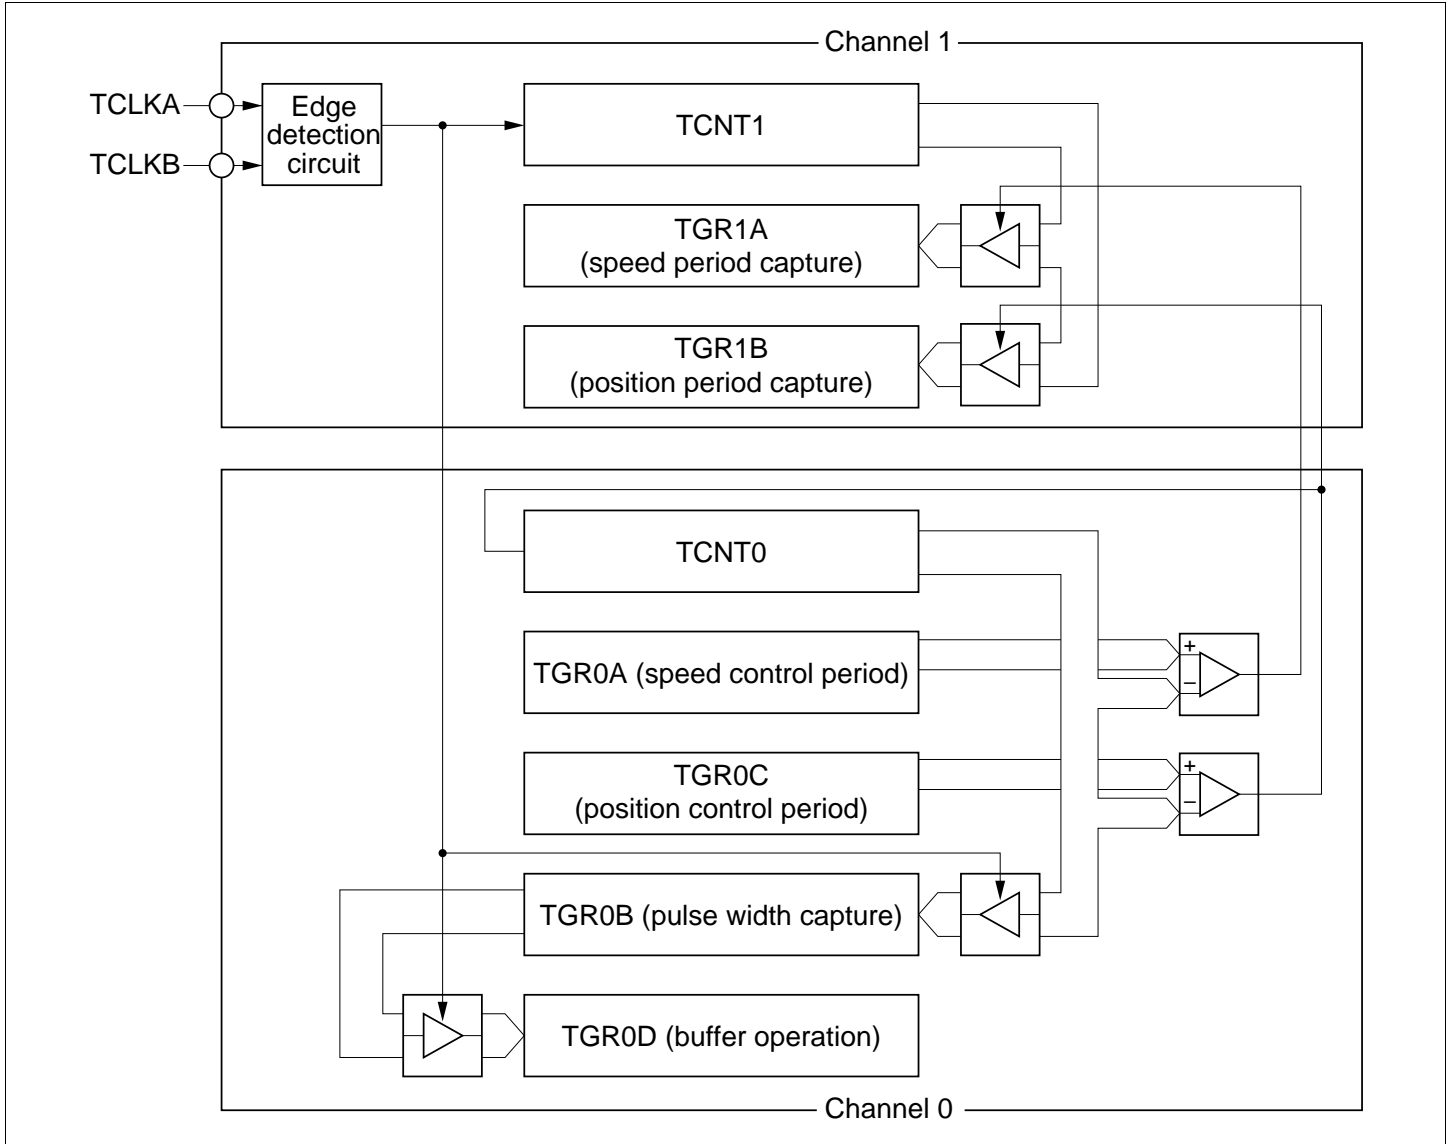 Channel 1
TCLKA
TCLKB
Edge
detection
circuit
TCNT1
TGR1A
(speed period capture)
TGR1B
(position period capture)
TCNT0
TGR0A (speed control period)
+
−
TGR0C
(position control period)
+
−
TGR0B (pulse width capture)
TGR0D (buffer operation)
Channel 0